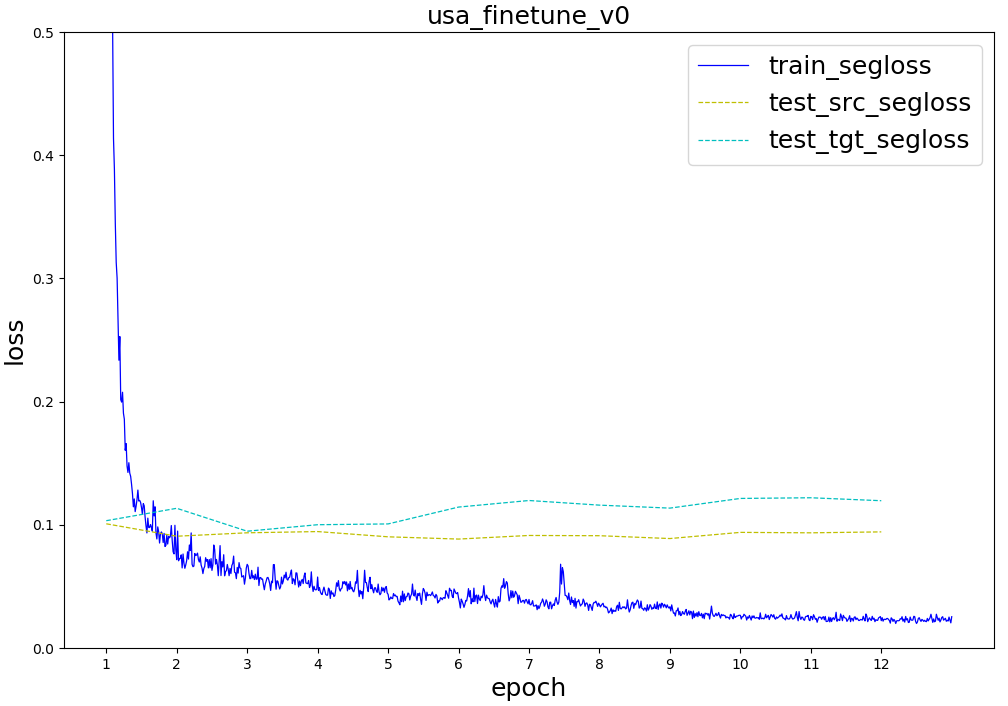 usa_finetune_v0
train_segloss
test_src_segloss
test_tgt_segloss
loss
0.5
0.4
0.3
0.2
0.1
0.0
1 2 3 4 5 6 7 8 9 10 11 12
epoch